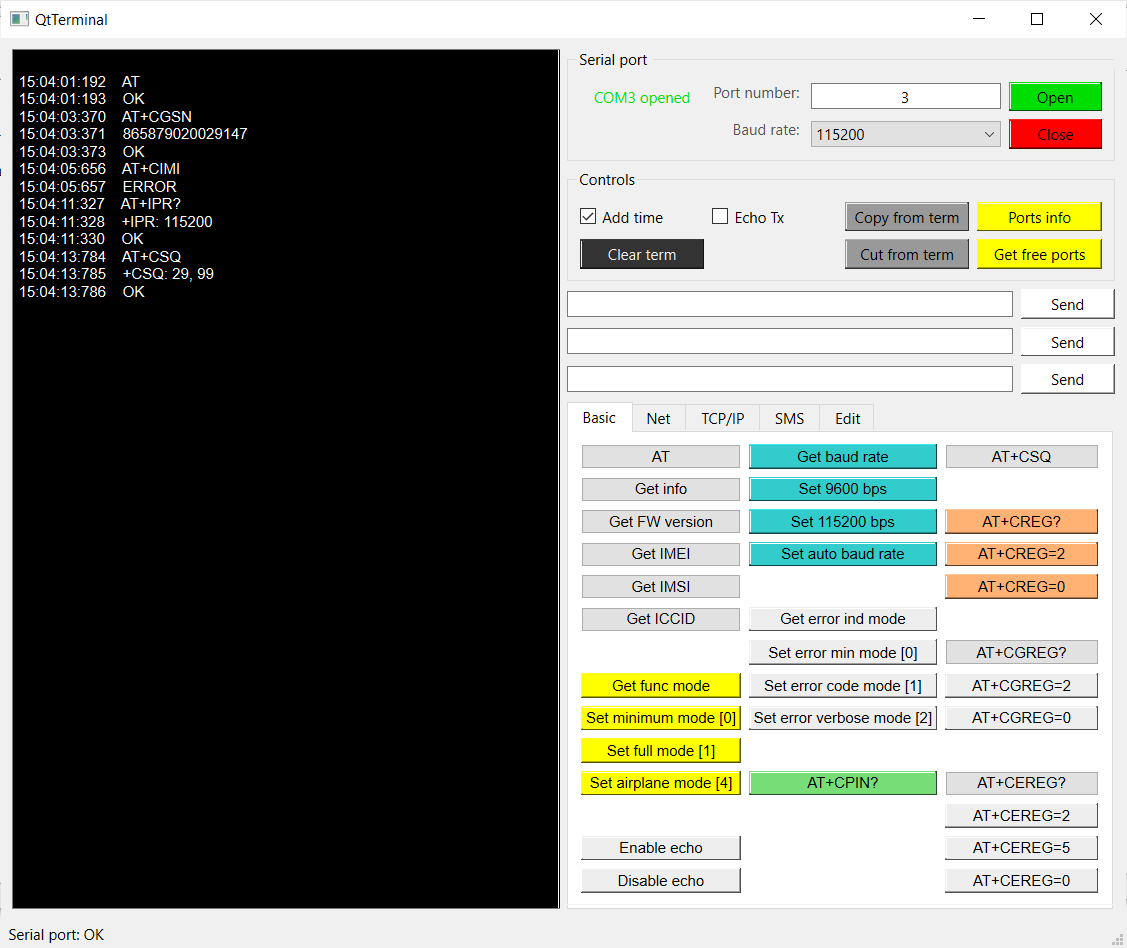 QtTerminal
15:04:01:192 AT
15:04:01:193 OK
15:04:03:370 AT+CGSN
15:04:03:371 865879020029147
15:04:03:373 OK
15:04:05:656 AT+CIMI
15:04:05:657 ERROR
15:04:11:327 AT+IPR?
15:04:11:328 +IPR: 115200
15:04:11:330 OK
15:04:13:784 AT+CSQ
15:04:13:785 +CSQ: 29, 99
15:04:13:786 OK
Serial port
COM3 opened Port number: 3 Open
Baud rate: 115200 Close
Controls
Add time Echo Tx Copy from term Ports info
Clear term Cut from term Get free ports
Send
Send
Send
Basic Net TCP/IP SMS Edit
AT Get baud rate AT+CSQ
Get info Set 9600 bps
Get FW version Set 115200 bps AT+CREG?
Get IMEI Set auto baud rate AT+CREG=2
Get IMSI AT+CREG=0
Get ICCID Get error ind mode
Set error min mode [0] AT+CGREG?
Get func mode Set error code mode [1] AT+CGREG=2
Set minimum mode [0] Set error verbose mode [2] AT+CGREG=0
Set full mode [1]
Set airplane mode [4] AT+CPIN? AT+CEREG?
AT+CEREG=2
Enable echo AT+CEREG=5
Disable echo AT+CEREG=0
Serial port: OK